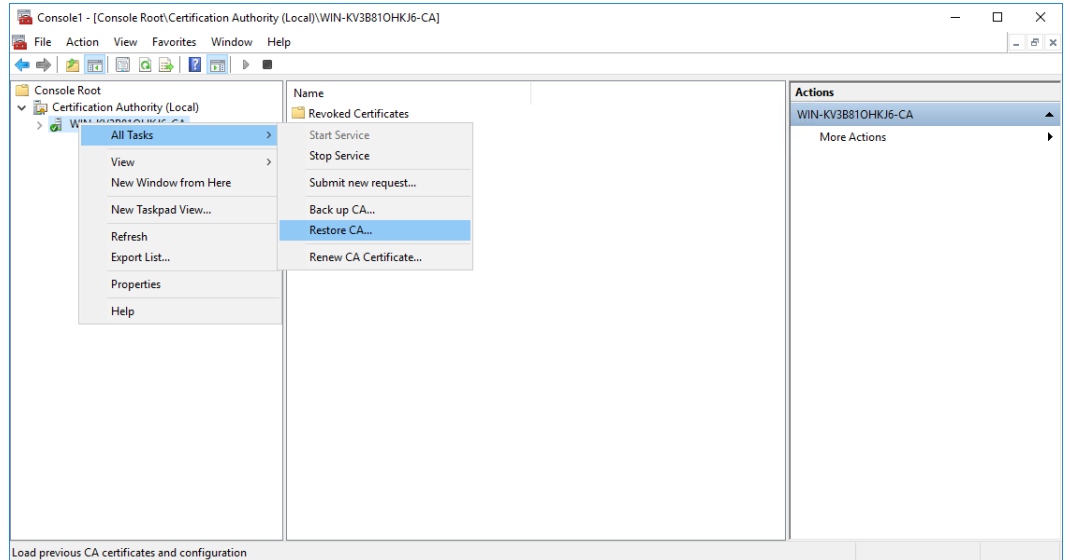 Console1 - [Console Root\Certification Authority (Local)\WIN-KV3B81OHKJ6-CA]
File Action View Favorites Window Help
Console Root
Certification Authority (Local)
Name
Revoked Certificates
All Tasks
View
New Window from Here
New Taskpad View...
Refresh
Export List...
Properties
Help
Start Service
Stop Service
Submit new request...
Back up CA...
Restore CA...
Renew CA Certificate...
Actions
WIN-KV3B81OHKJ6-CA
More Actions
Load previous CA certificates and configuration